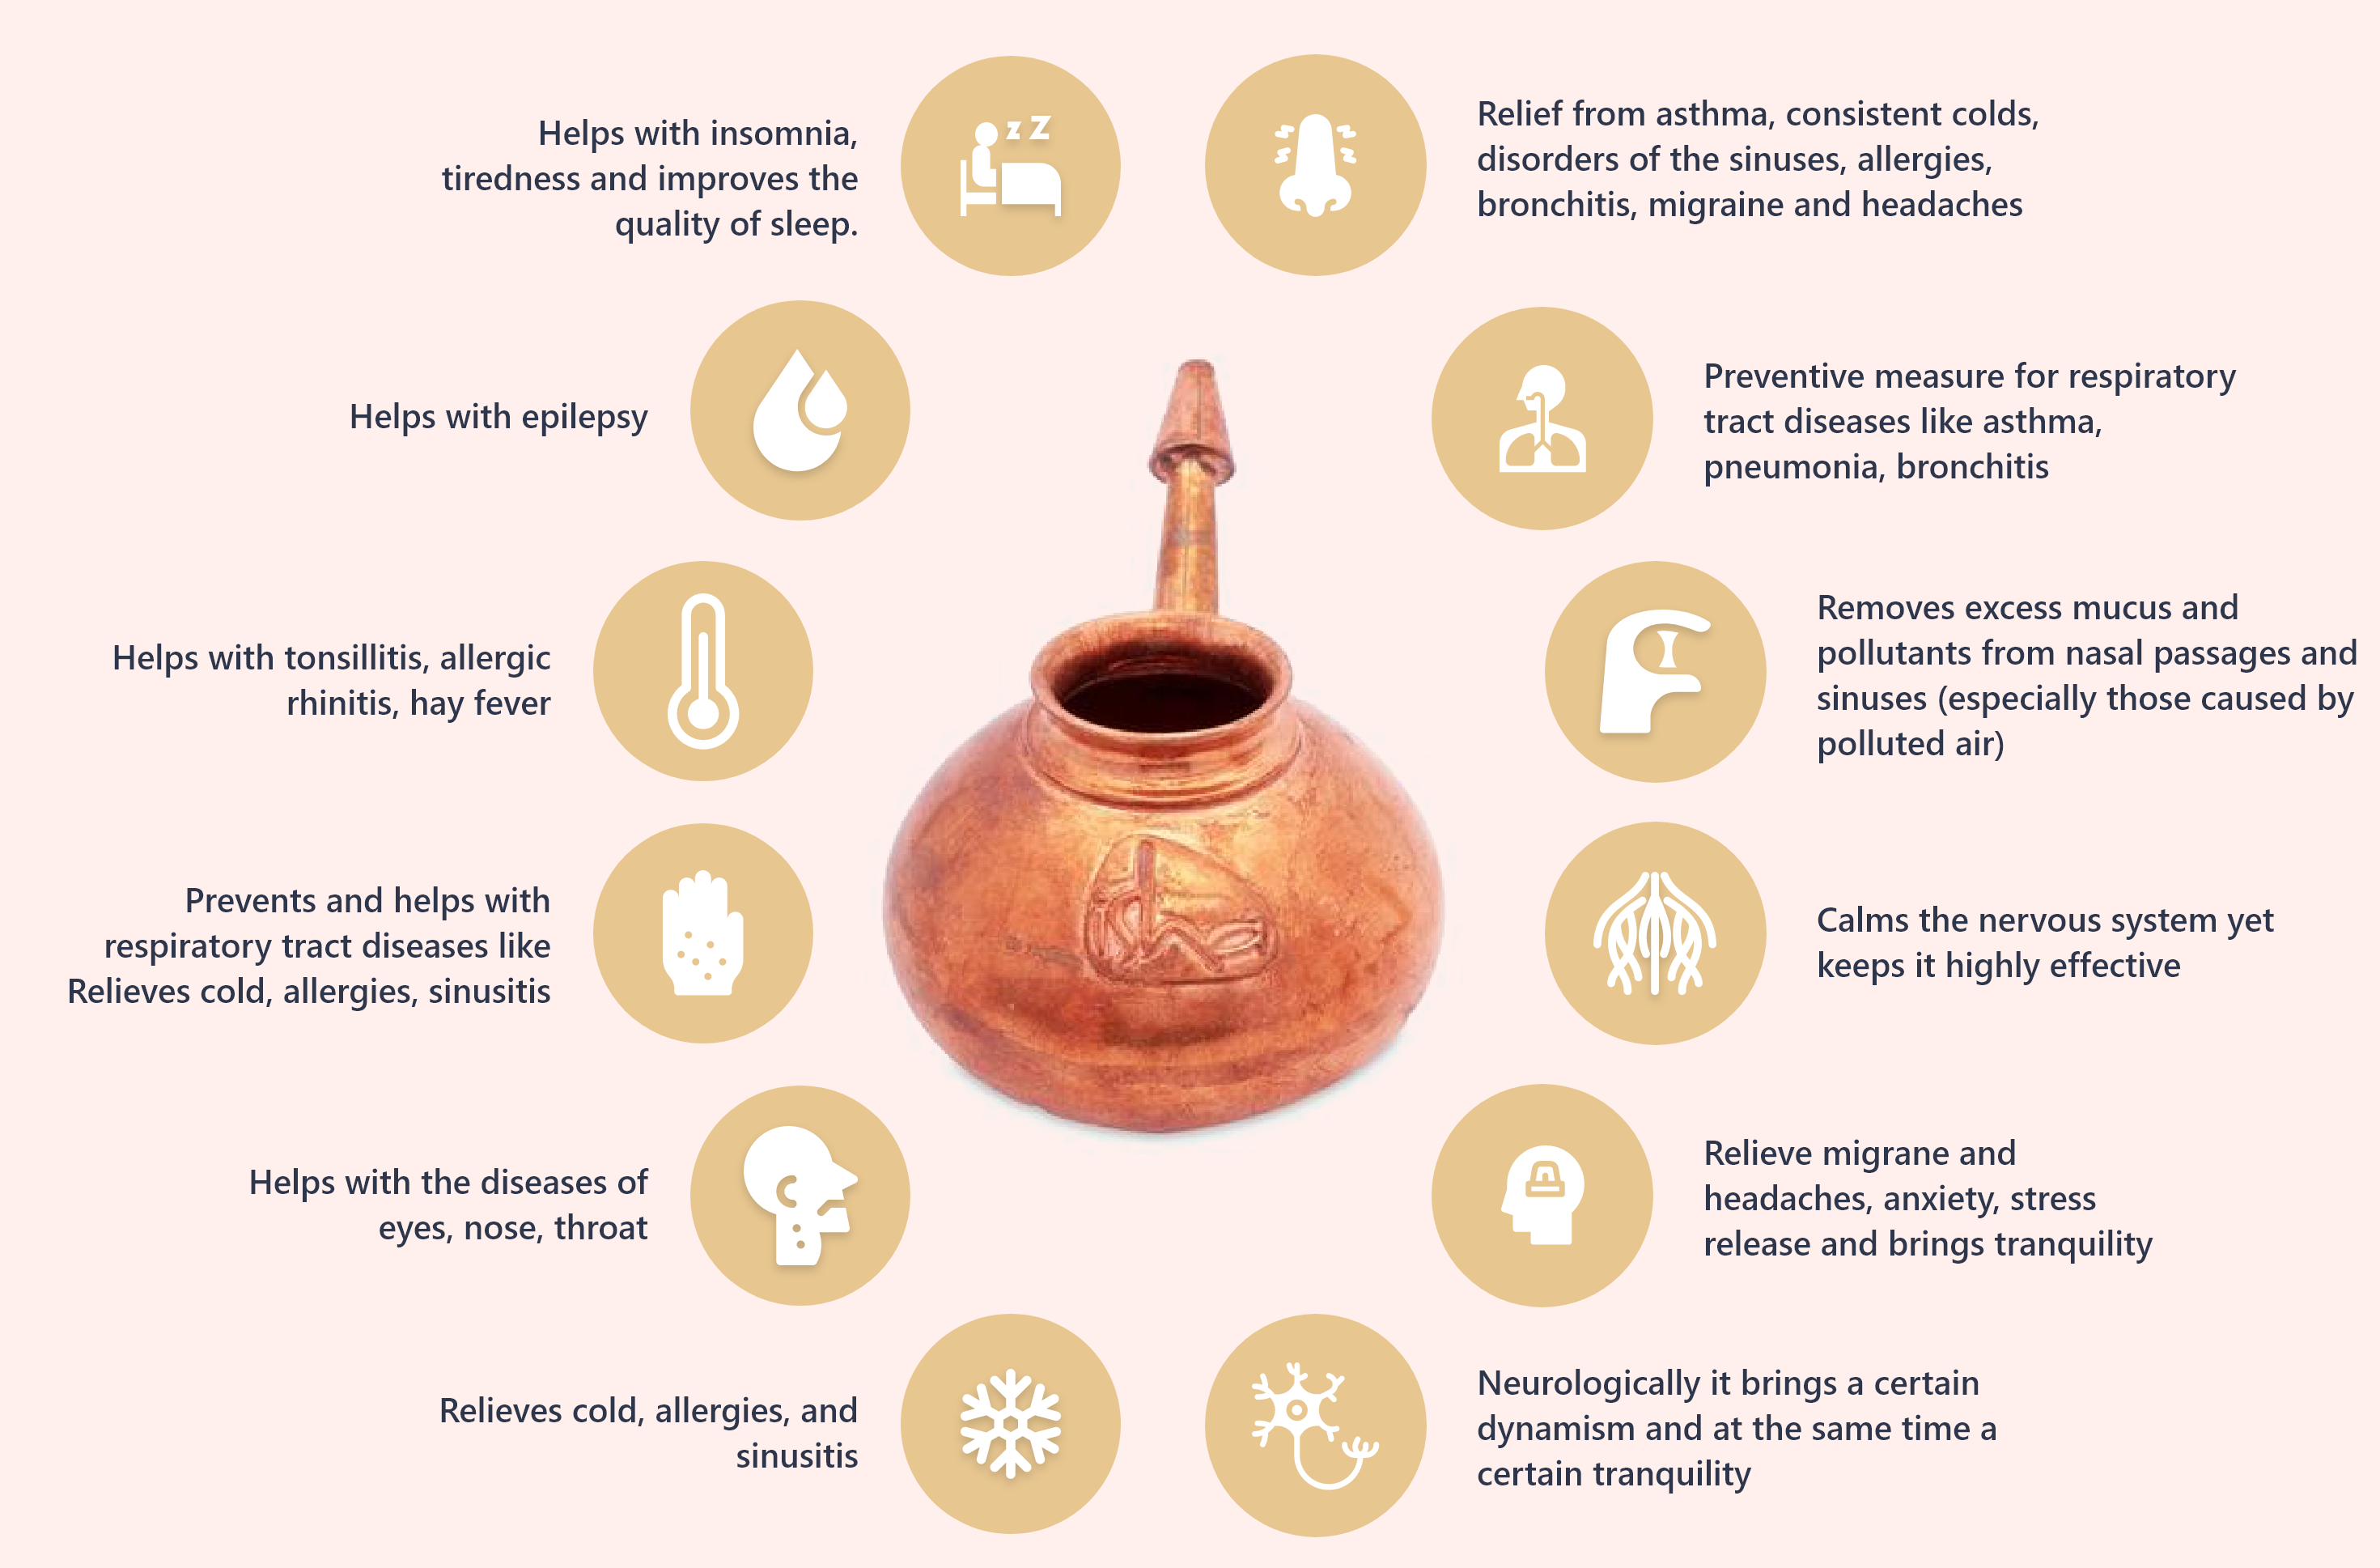 Helps with insomnia,
tiredness and improves the
quality of sleep.
Relief from asthma, consistent colds,
disorders of the sinuses, allergies,
bronchitis, migraine and headaches
Helps with epilepsy
Preventive measure for respiratory
tract diseases like asthma,
pneumonia, bronchitis
Helps with tonsillitis, allergic
rhinitis, hay fever
Removes excess mucus and
pollutants from nasal passages and
sinuses (especially those caused by
polluted air)
Prevents and helps with
respiratory tract diseases like
Relieves cold, allergies, sinusitis
Calms the nervous system yet
keeps it highly effective
Helps with the diseases of
eyes, nose, throat
Relieve migrane and
headaches, anxiety, stress
release and brings tranquility
Relieves cold, allergies, and
sinusitis
Neurologically it brings a certain
dynamism and at the same time a
certain tranquility